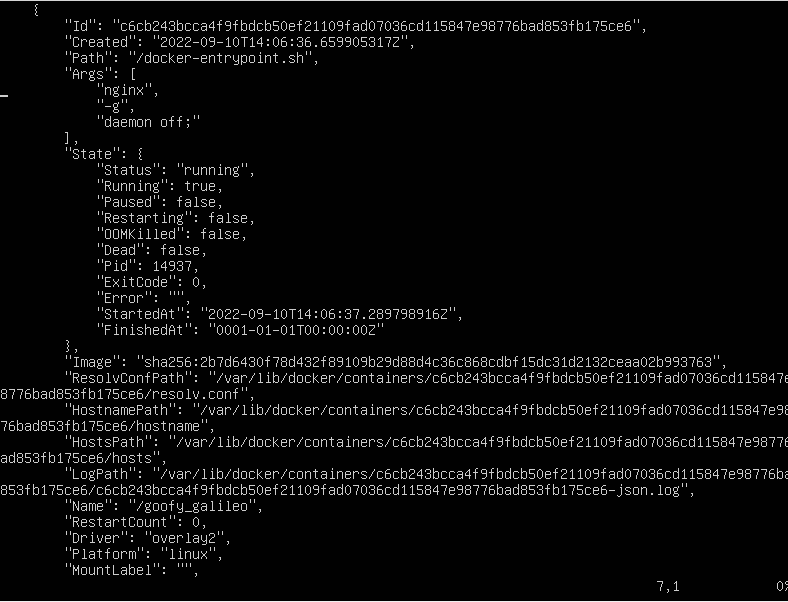 {
"Id": "c6cb243bcca4f9fbdcb50ef21109fad07036cd115847e98776bad853fb175ce6",
"Created": "2022-09-10T14:06:36.659905317Z",
"Path": "/docker-entrypoint.sh",
"Args": [
"nginx",
"-g",
"daemon off;"
],
"State": {
"Status": "running",
"Running": true,
"Paused": false,
"Restarting": false,
"OOMKilled": false,
"Dead": false,
"Pid": 14937,
"ExitCode": 0,
"Error": "",
"StartedAt": "2022-09-10T14:06:37.289798916Z",
"FinishedAt": "0001-01-01T00:00:00Z"
},
"Image": "sha256:2b7d6430f78d432f89109b29d88d4c36c868cdbf15dc31d2132ceaa02b993763",
"ResolvConfPath": "/var/lib/docker/containers/c6cb243bcca4f9fbdcb50ef21109fad07036cd115847e
98776bad853fb175ce6/resolv.conf",
"HostnamePath": "/var/lib/docker/containers/c6cb243bcca4f9fbdcb50ef21109fad07036cd115847e98
76bad853fb175ce6/hostname",
"HostsPath": "/var/lib/docker/containers/c6cb243bcca4f9fbdcb50ef21109fad07036cd115847e98776
ad853fb175ce6/hosts",
"LogPath": "/var/lib/docker/containers/c6cb243bcca4f9fbdcb50ef21109fad07036cd115847e98776ba
853fb175ce6/c6cb243bcca4f9fbdcb50ef21109fad07036cd115847e98776bad853fb175ce6-json.log",
"Name": "/goofy_galileo",
"RestartCount": 0,
"Driver": "overlay2",
"Platform": "linux",
"MountLabel": "",
7,1 0%